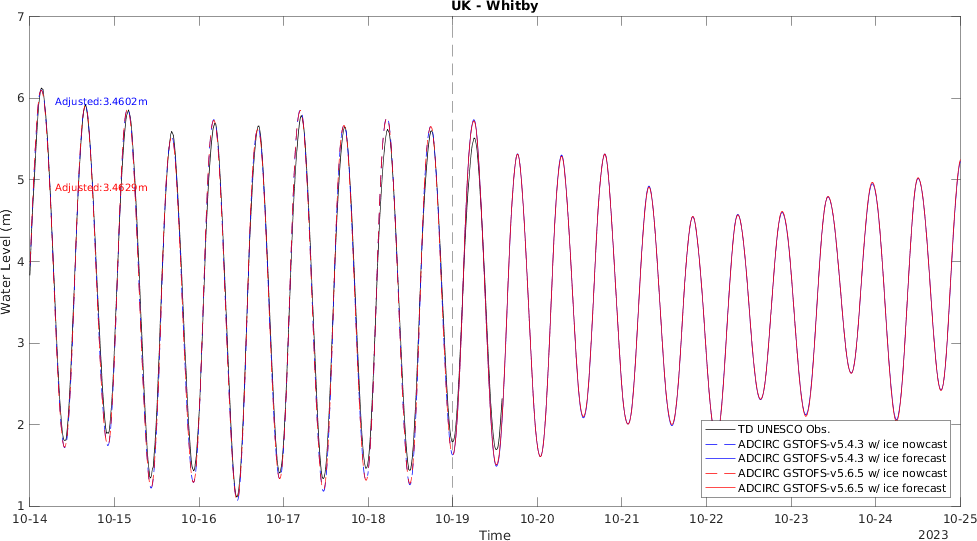 UK - Whitby
7
6
5
4
3
2
1
Water Level (m)
Adjusted:3.4602m
Adjusted:3.4629m
TD UNESCO Obs.
ADCIRC GSTOFS-v5.4.3 w/ ice nowcast
ADCIRC GSTOFS-v5.4.3 w/ ice forecast
ADCIRC GSTOFS-v5.6.5 w/ ice nowcast
ADCIRC GSTOFS-v5.6.5 w/ ice forecast
10-14 10-15 10-16 10-17 10-18 10-19 10-20 10-21 10-22 10-23 10-24 10-25
Time
2023